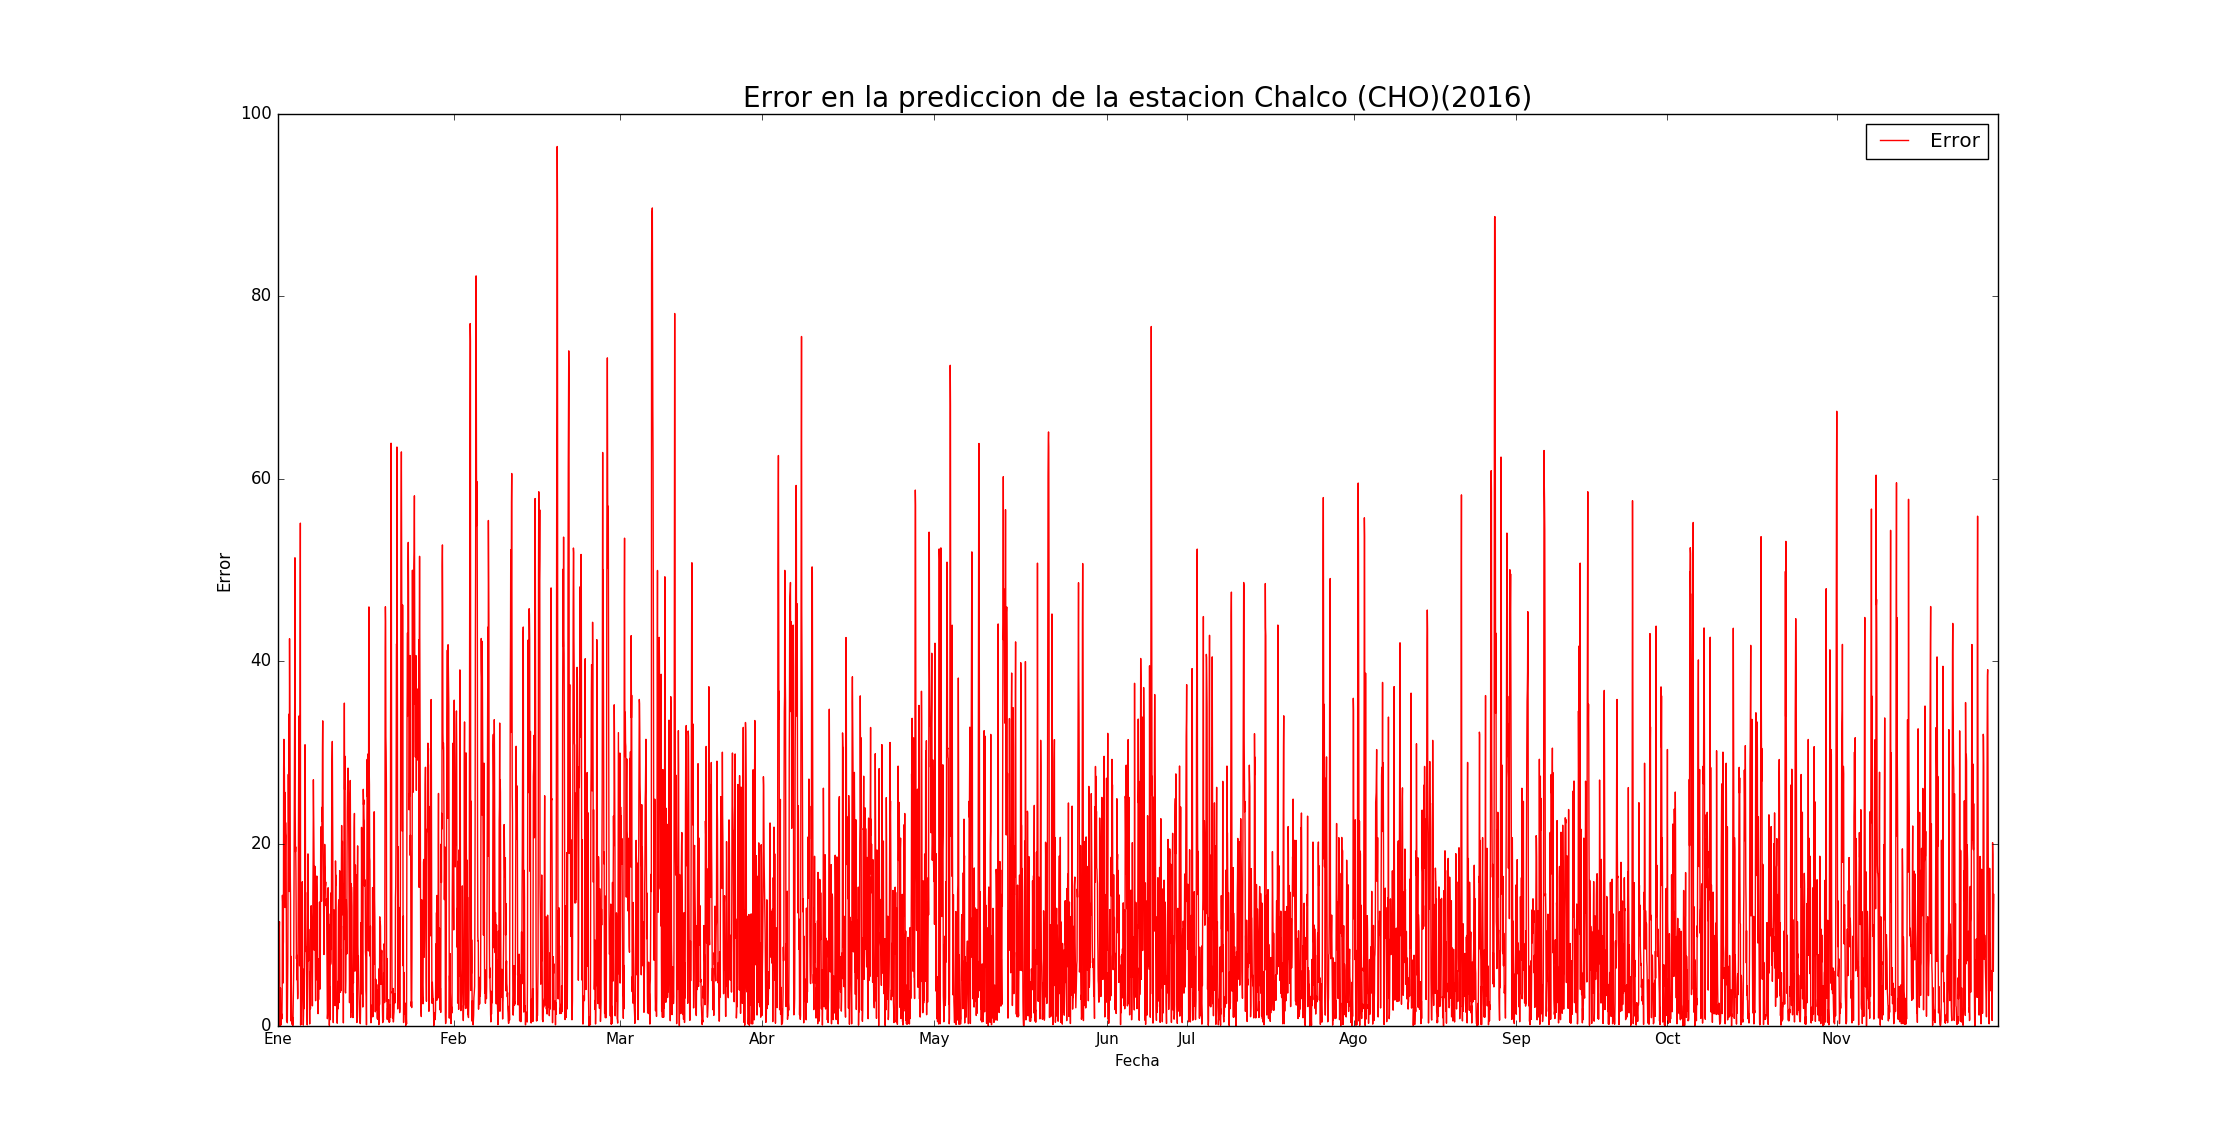 Error en la prediccion de la estacion Chalco (CHO)(2016)
100
Error
80
60
Error
40
20
0
Ene Feb Mar Abr May Jun Jul Ago Sep Oct Nov
Fecha